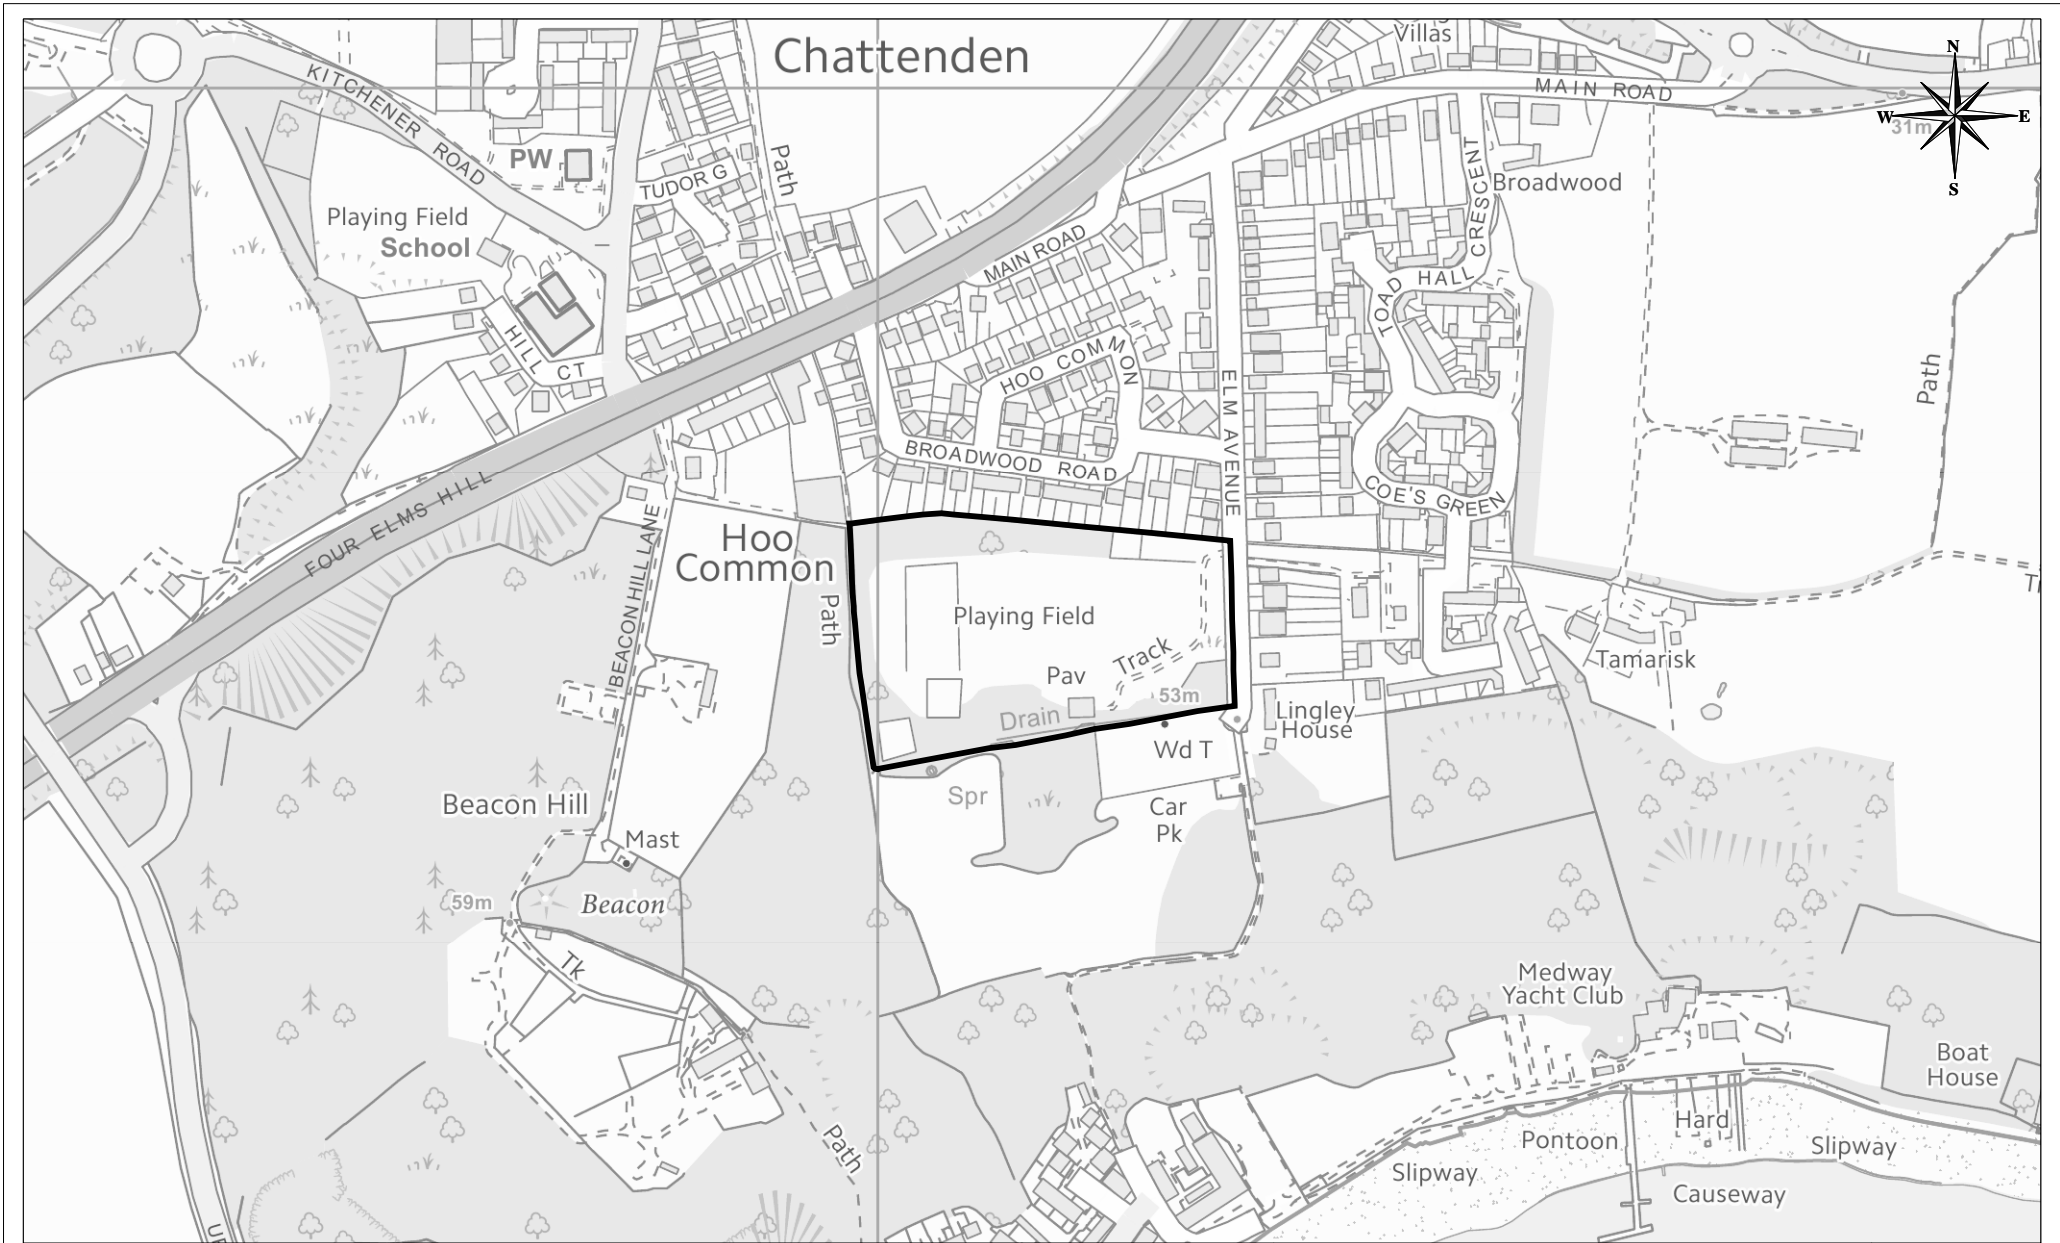 Villas
Chattenden
N
KITCHENER ROAD
MAIN ROAD
W
E
31m
PW
Path
S
TUDOR G
Broadwood
CRESCENT
Playing Field
School
MAIN ROAD
HALL
TOAD
HILL
CT
HOO COMMON
ELM AVENUE
Path
BROADWOOD ROAD
FOUR ELMS HILL
COE'S GREEN
BEACON HILL LANE
Hoo
Common
Path
Playing Field
Track
Tamarisk
Pav
53m
Drain
Lingley
House
Wd T
Spr
Car
Pk
Beacon Hill
Mast
59m
Beacon
Tk
Medway
Yacht Club
Boat
House
Path
Hard
Pontoon
Slipway
Slipway
Causeway